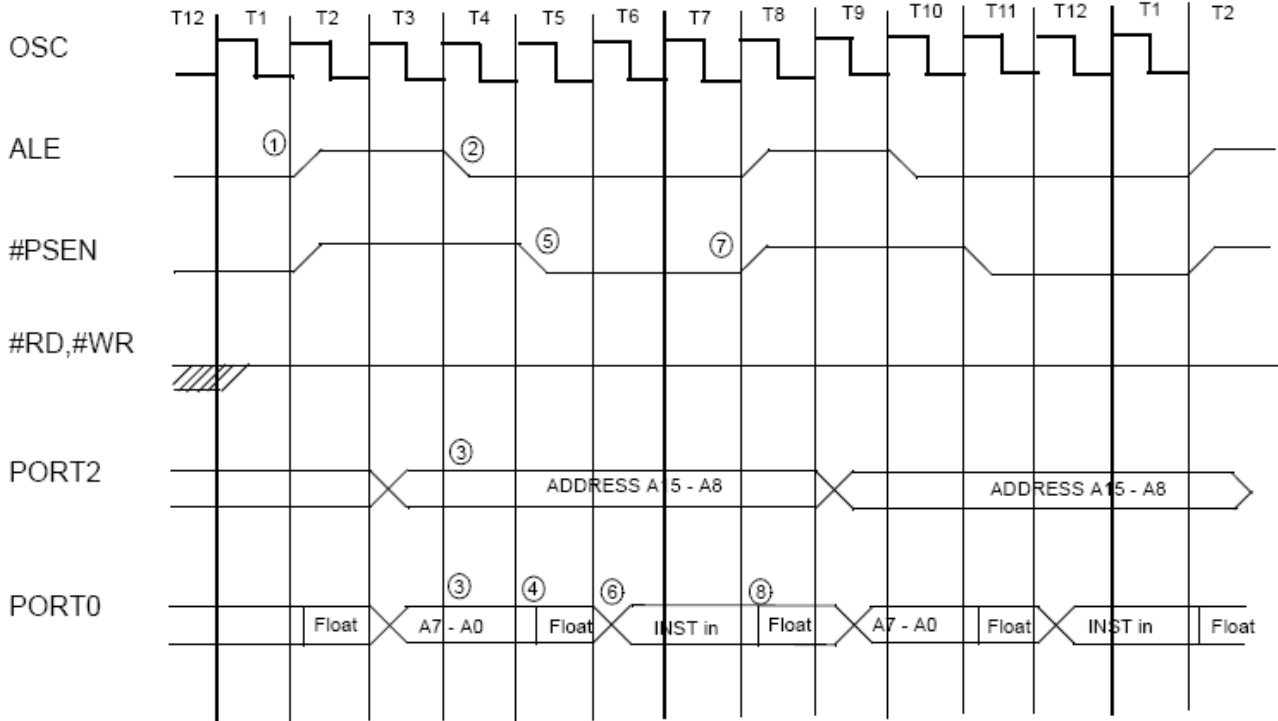 T12 T1 T2 T3 T4 T5 T6 T7 T8 T9 T10 T11 T12 T1 T2
OSC
ALE ① ②
#PSEN ⑤ ⑦
#RD,#WR
PORT2 ③ ADDRESS A15 - A8 ADDRESS A15 - A8
③ ④ ⑥ ⑧
PORT0 Float A7 - A0 Float INST in Float A7 - A0 Float INST in Float